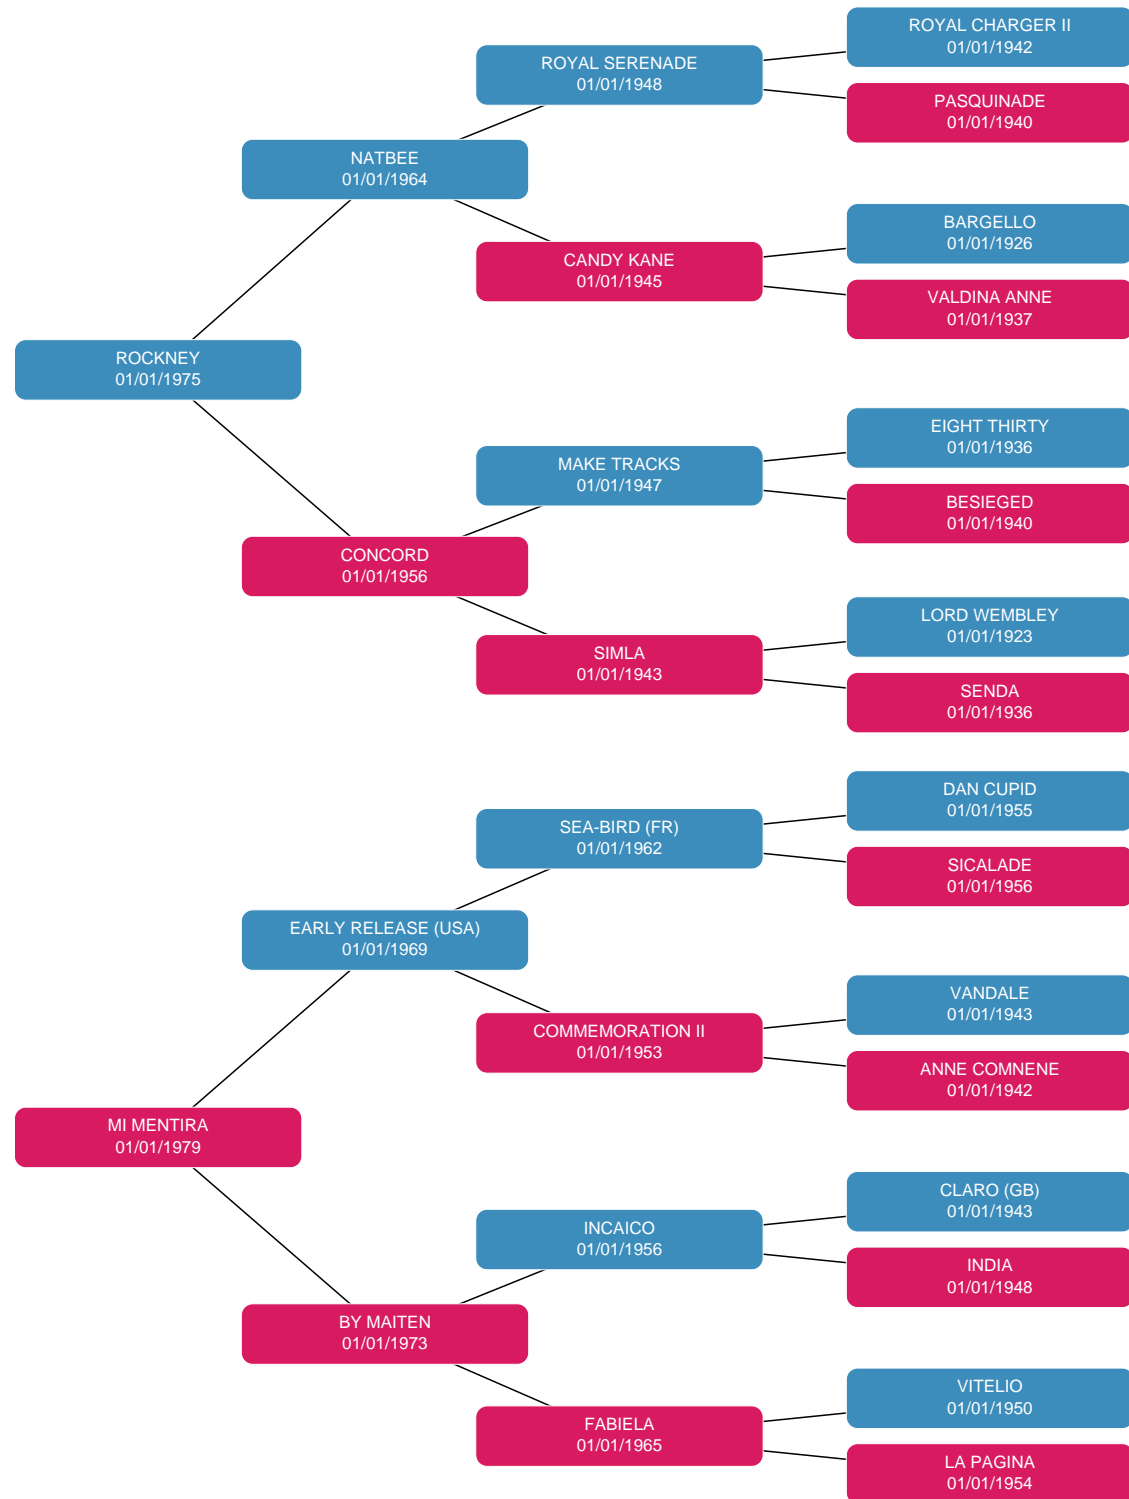 ROYAL CHARGER II
01/01/1942
ROYAL SERENADE
01/01/1948
PASQUINADE
01/01/1940
NATBEE
01/01/1964
BARGELLO
01/01/1926
CANDY KANE
01/01/1945
VALDINA ANNE
01/01/1937
ROCKNEY
01/01/1975
EIGHT THIRTY
01/01/1936
MAKE TRACKS
01/01/1947
BESIEGED
01/01/1940
CONCORD
01/01/1956
LORD WEMBLEY
01/01/1923
SIMLA
01/01/1943
SENDA
01/01/1936
DAN CUPID
01/01/1955
SEA-BIRD (FR)
01/01/1962
SICALADE
01/01/1956
EARLY RELEASE (USA)
01/01/1969
VANDALE
01/01/1943
COMMEMORATION II
01/01/1953
ANNE COMNENE
01/01/1942
MI MENTIRA
01/01/1979
CLARO (GB)
01/01/1943
INCAICO
01/01/1956
INDIA
01/01/1948
BY MAITEN
01/01/1973
VITELIO
01/01/1950
FABIELA
01/01/1965
LA PAGINA
01/01/1954